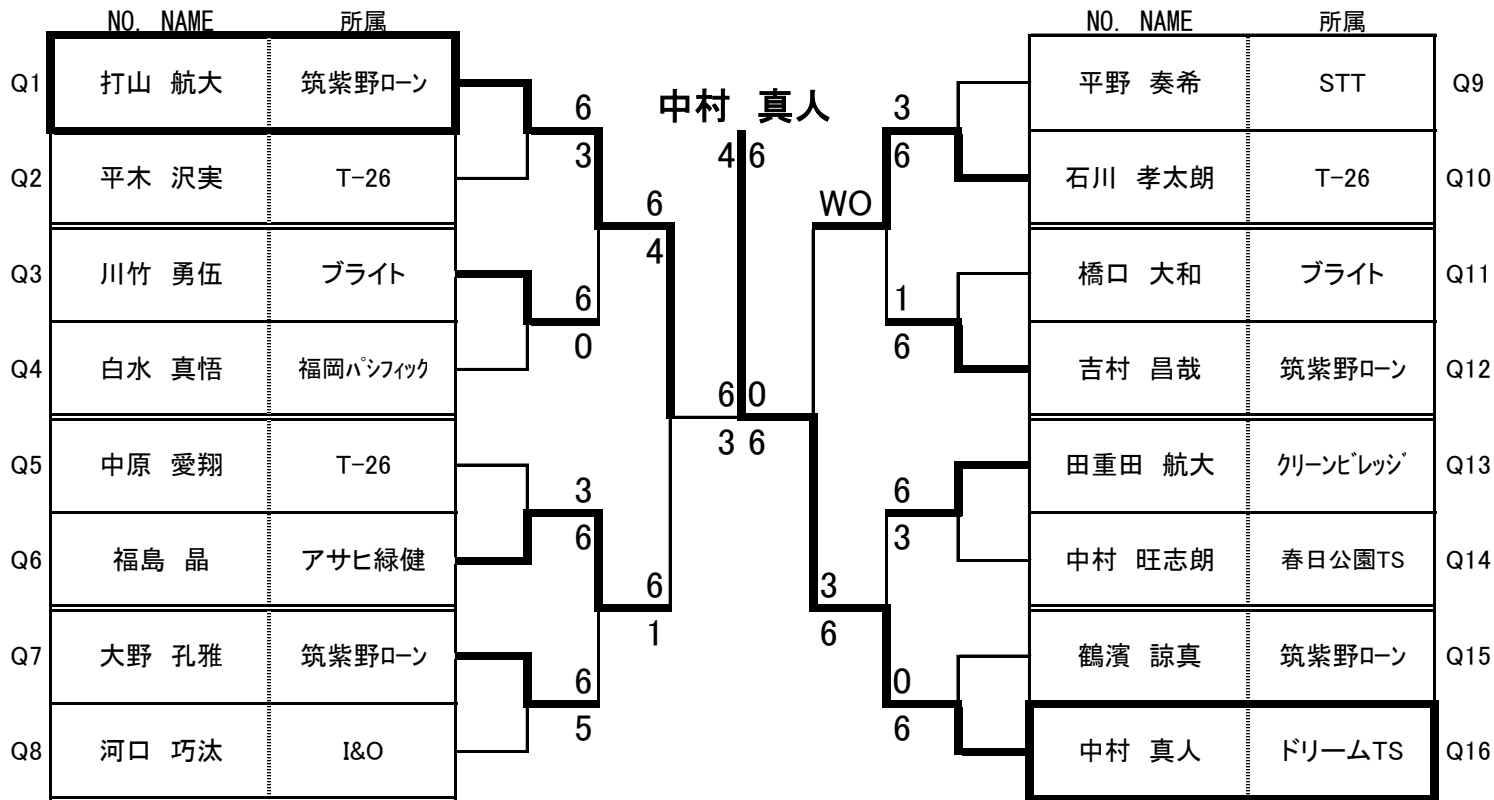 NO. NAME 所属
Q1 打山 航大 筑紫野ローン
Q2 平木 沢実 T-26
Q3 川竹 勇伍 ブライト
Q4 白水 真悟 福岡パシフィック
Q5 中原 愛翔 T-26
Q6 福島 晶 アサヒ緑健
Q7 大野 孔雅 筑紫野ローン
Q8 河口 巧汰 I&O
6
3
6
0
3
6
6
5
6
4
6
1
中村 真人
4 6
6 0
3 6
WO
3
6
3
6
1
6
6
3
0
6
NO. NAME 所属
平野 奏希 STT Q9
石川 孝太朗 T-26 Q10
橋口 大和 ブライト Q11
吉村 昌哉 筑紫野ローン Q12
田重田 航大 クリーンビレッジ Q13
中村 旺志朗 春日公園TS Q14
鶴濱 諒真 筑紫野ローン Q15
中村 真人 ドリームTS Q16